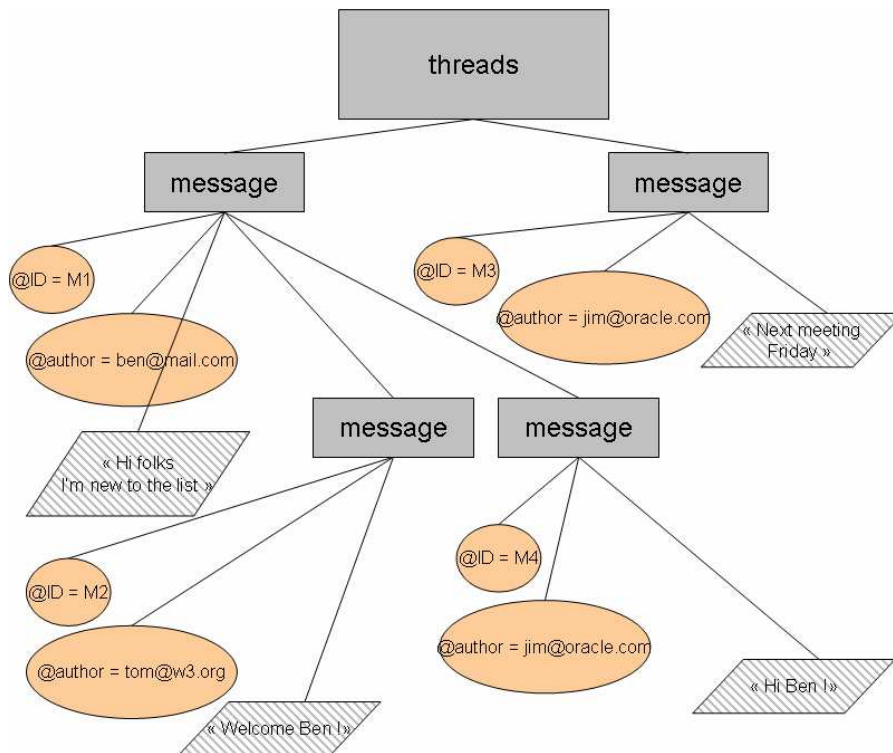 threads
message
message
@ID = M1
@ID = M3
@author = jim@oracle.com
« Next meeting
Friday »
@author = ben@mail.com
message
message
« Hi folks
I'm new to the list »
@ID = M4
@ID = M2
@author = jim@oracle.com
@author = tom@w3.org
« Hi Ben !»
« Welcome Ben !»